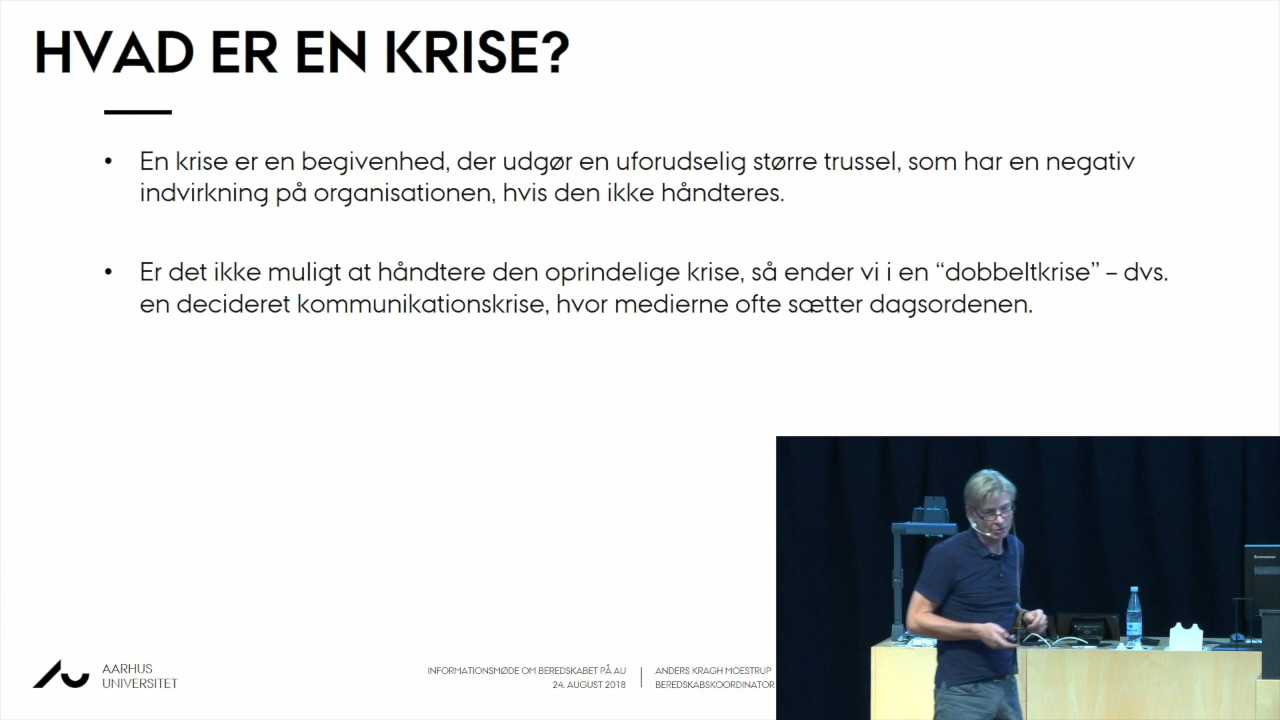 HVAD ER EN KRISE?
• En krise er en begivenhed, der udgør en uforudselig større trussel, som har en negativ
indvirkning på organisationen, hvis den ikke håndteres.
• Er det ikke muligt at håndtere den oprindelige krise, så ender vi i en “dobbeltkrise” – dvs.
en decideret kommunikationskrise, hvor medierne ofte sætter dagsordenen.
AARHUS
UNIVERSITET
INFORMATIONSMØDE OM BEREDSKABET PÅ AU
24. AUGUST 2018
ANDERS KRAGH MOESTRUP
BEREDSKABSKOORDINATOR